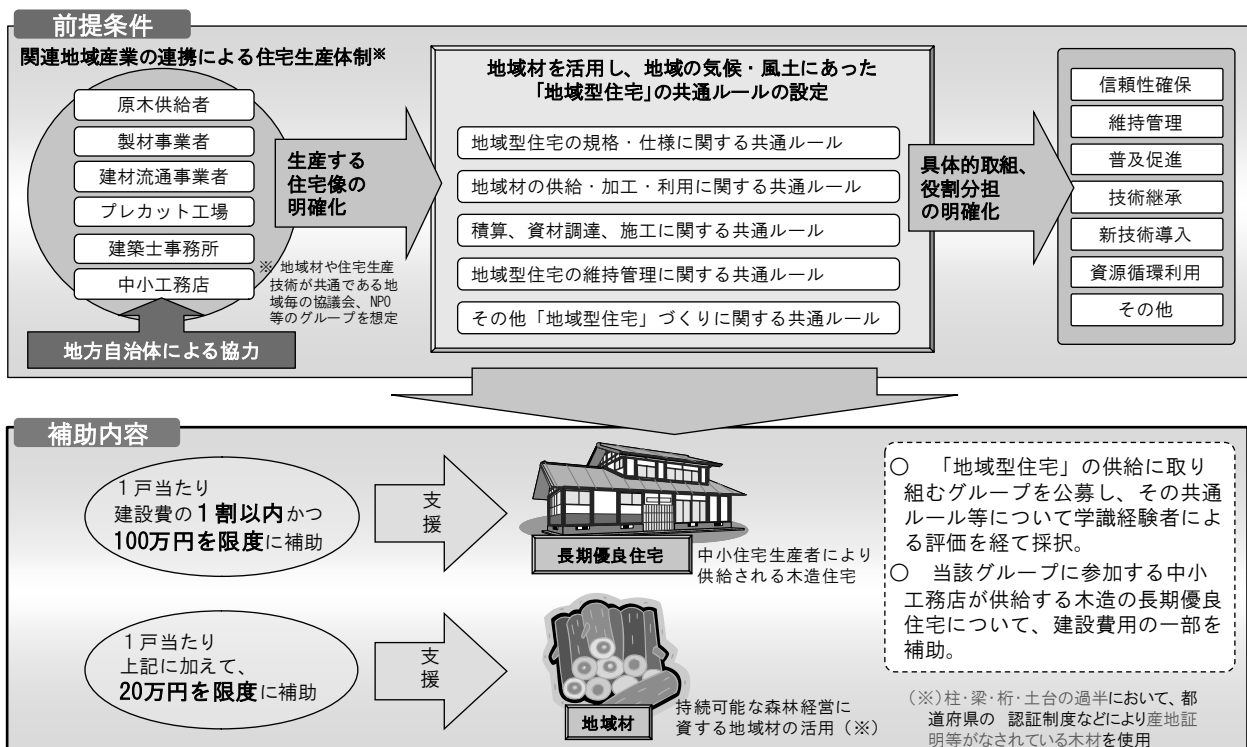 前提条件
関連地域産業の連携による住宅生産体制※
原木供給者
製材事業者
建材流通事業者
プレカット工場
建築士事務所
中小工務店
※ 地域材や住宅生産
技術が共通である地
域毎の協議会、NPO
等のグループを想定
地方自治体による協力
生産する
住宅像の
明確化
地域材を活用し、地域の気候・風土にあった
「地域型住宅」の共通ルールの設定
地域型住宅の規格・仕様に関する共通ルール
地域材の供給・加工・利用に関する共通ルール
積算、資材調達、施工に関する共通ルール
地域型住宅の維持管理に関する共通ルール
その他「地域型住宅」づくりに関する共通ルール
具体的取組、
役割分担
の明確化
信頼性確保
維持管理
普及促進
技術継承
新技術導入
資源循環利用
その他
補助内容
1戸当たり
建設費の1割以内かつ
100万円を限度に補助
支
援
長期優良住宅
中小住宅生産者により
供給される木造住宅
1戸当たり
上記に加えて、
20万円を限度に補助
支
援
地域材
持続可能な森林経営に
資する地域材の活用（※）
○ 「地域型住宅」の供給に取り
組むグループを公募し、その共通
ルール等について学識経験者によ
る評価を経て採択。
○ 当該グループに参加する中小
工務店が供給する木造の長期優良
住宅について、建設費用の一部を
補助。
（※）柱・梁・桁・土台の過半において、都
道府県の 認証制度などにより産地証
明等がなされている木材を使用